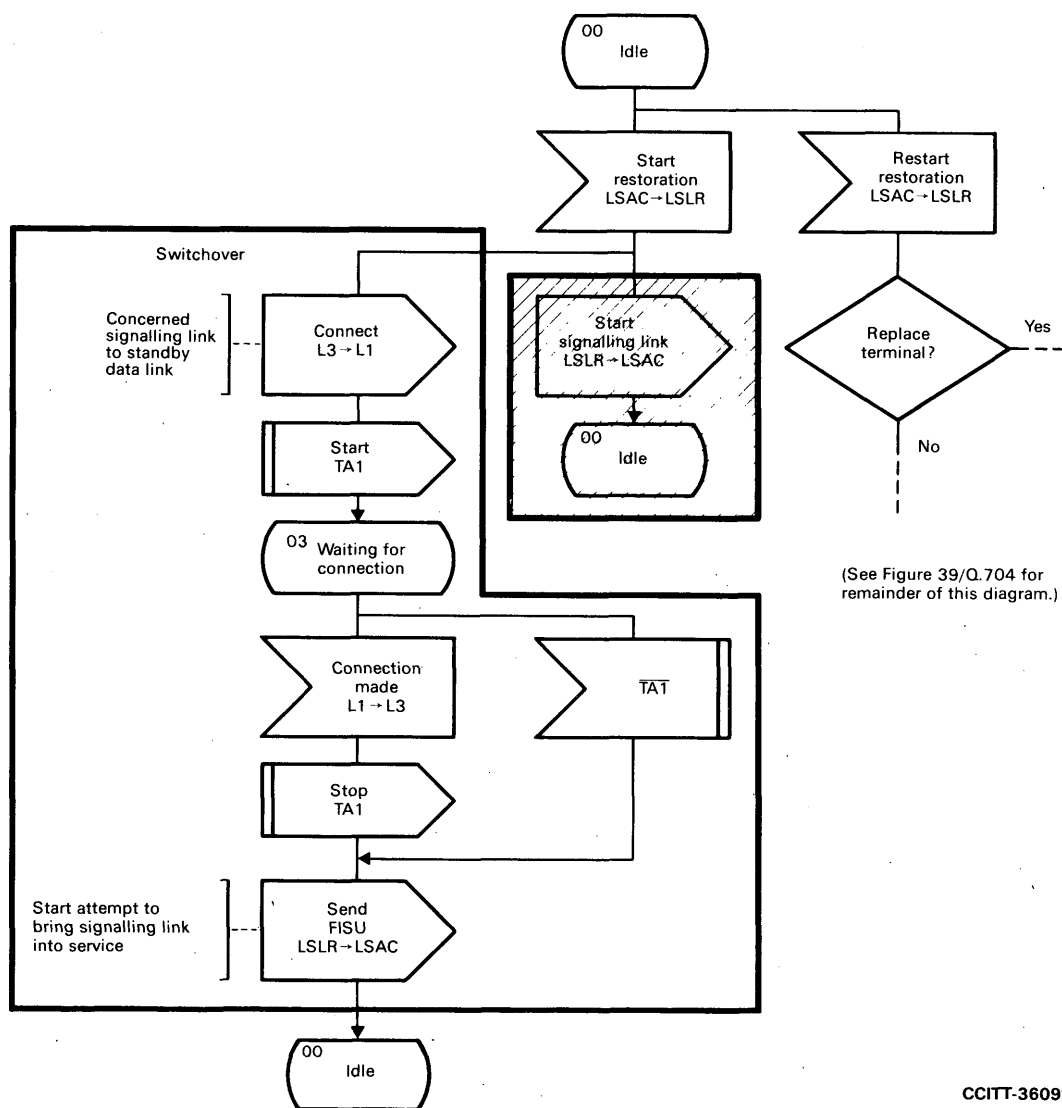 00
Idle
Start
restoration
LSAC→LSLR
Restart
restoration
LSAC→LSLR
Switchover
Concerned
signalling link
to standby
data link
Connect
L3→L1
Start
signalling link
LSLR→LSAC
Replace
terminal?
Yes
No
Start
TA1
00
Idle
03 Waiting for
connection
(See Figure 39/Q.704 for
remainder of this diagram.)
Connection
made
L1→L3
T̅A̅1̅
Stop
TA1
Start attempt to
bring signalling link
into service
Send
FISU
LSLR→LSAC
00
Idle
CCITT-3609